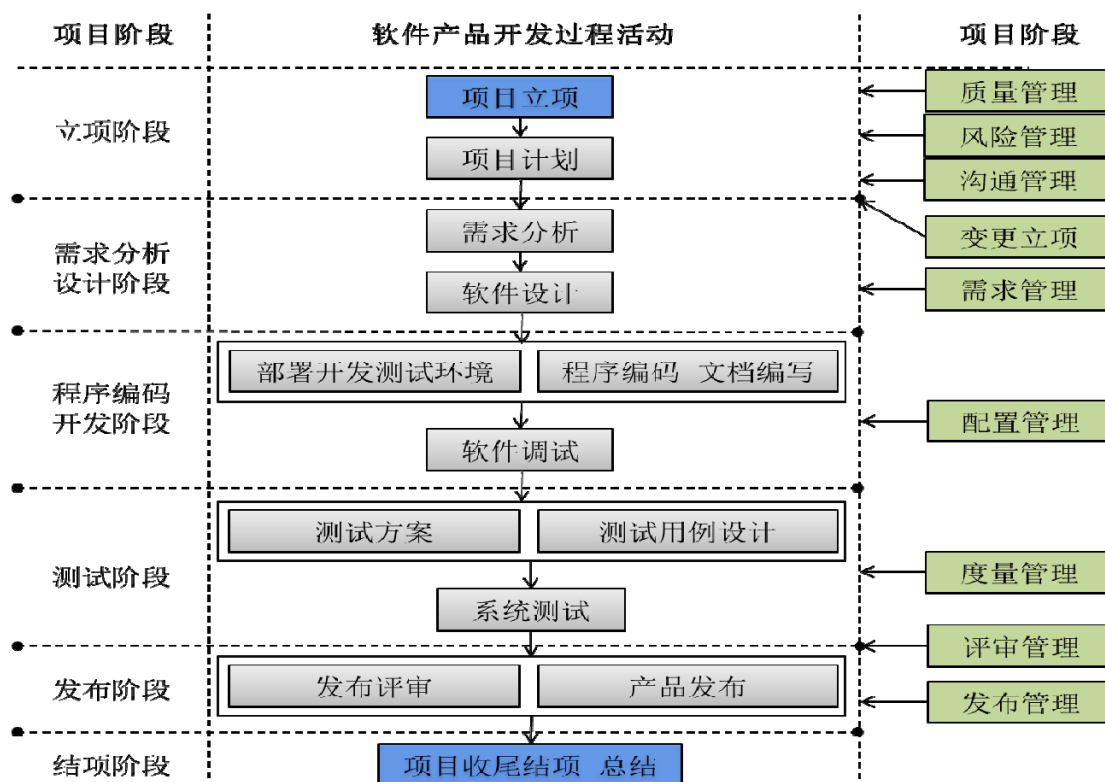 项目阶段
软件产品开发过程活动
项目阶段
立项阶段
项目立项
项目计划
质量管理
风险管理
沟通管理
变更立项
需求分析
设计阶段
需求分析
软件设计
需求管理
程序编码
开发阶段
部署开发测试环境
程序编码 文档编写
软件调试
配置管理
测试阶段
测试方案
测试用例设计
系统测试
度量管理
评审管理
发布阶段
发布评审
产品发布
发布管理
结项阶段
项目收尾结项 总结